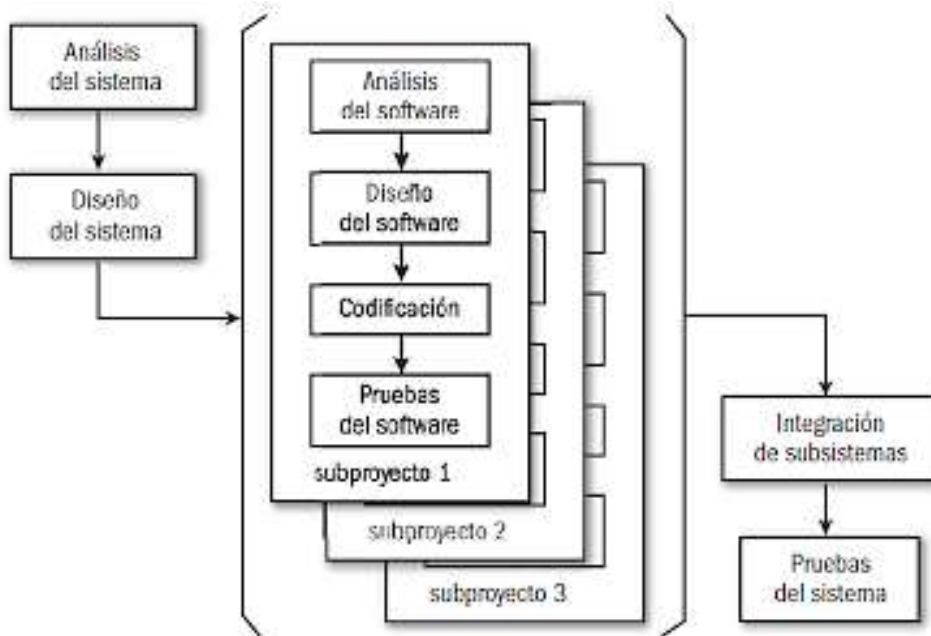 Análisis
del sistema
Diseño
del sistema
Análisis
del software
Diseño
del software
Codificación
Pruebas
del software
subproyecto 1
subproyecto 2
subproyecto 3
Integración
de subsistemas
Pruebas
del sistema